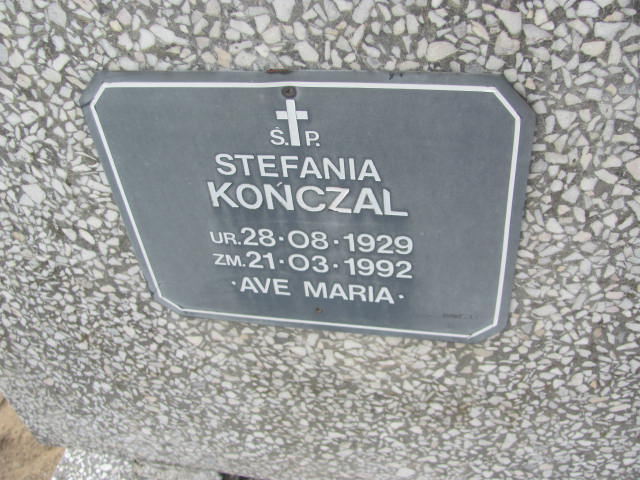 Ś. P.
STEFANIA
KOŃCZAL
UR. 28·08·1929
ZM. 21·03·1992
·AVE MARIA·